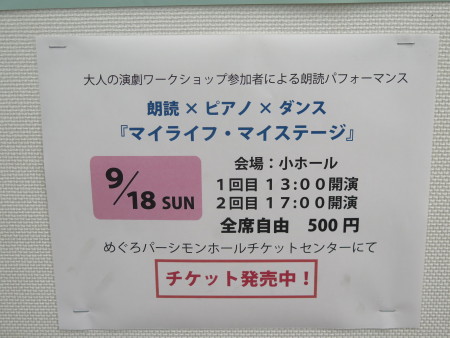 大人の演劇ワークショップ参加者による朗読パフォーマンス
朗読×ピアノ×ダンス
『マイライフ・マイステージ』
9/18 SUN
会場：小ホール
1回目 13:00開演
2回目 17:00開演
全席自由 500円
めぐろパーシモンホールチケットセンターにて
チケット発売中！